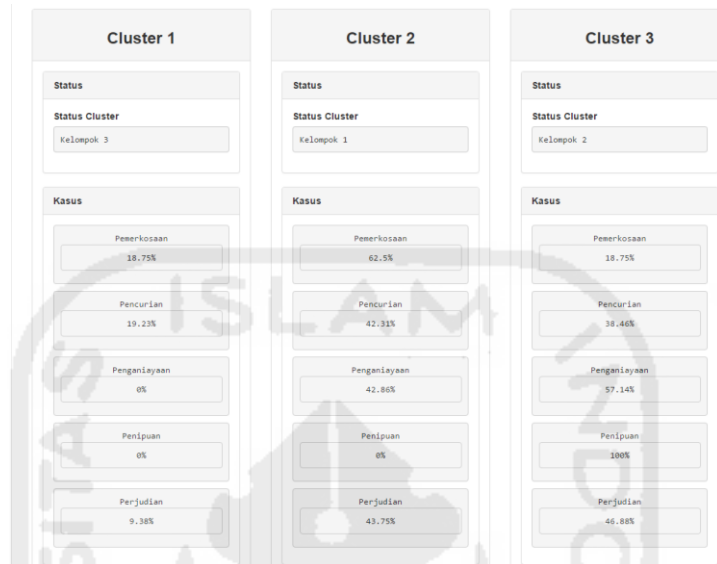 Cluster 1
Status
Status Cluster
Kelompok 3
Kasus
Pemerkosaan
18.75%
Pencurian
19.23%
Penganiayaan
0%
Penipuan
0%
Perjudian
9.38%
Cluster 2
Status
Status Cluster
Kelompok 1
Kasus
Pemerkosaan
62.5%
Pencurian
42.31%
Penganiayaan
42.86%
Penipuan
0%
Perjudian
43.75%
Cluster 3
Status
Status Cluster
Kelompok 2
Kasus
Pemerkosaan
18.75%
Pencurian
38.46%
Penganiayaan
57.14%
Penipuan
100%
Perjudian
46.88%
ISLAM